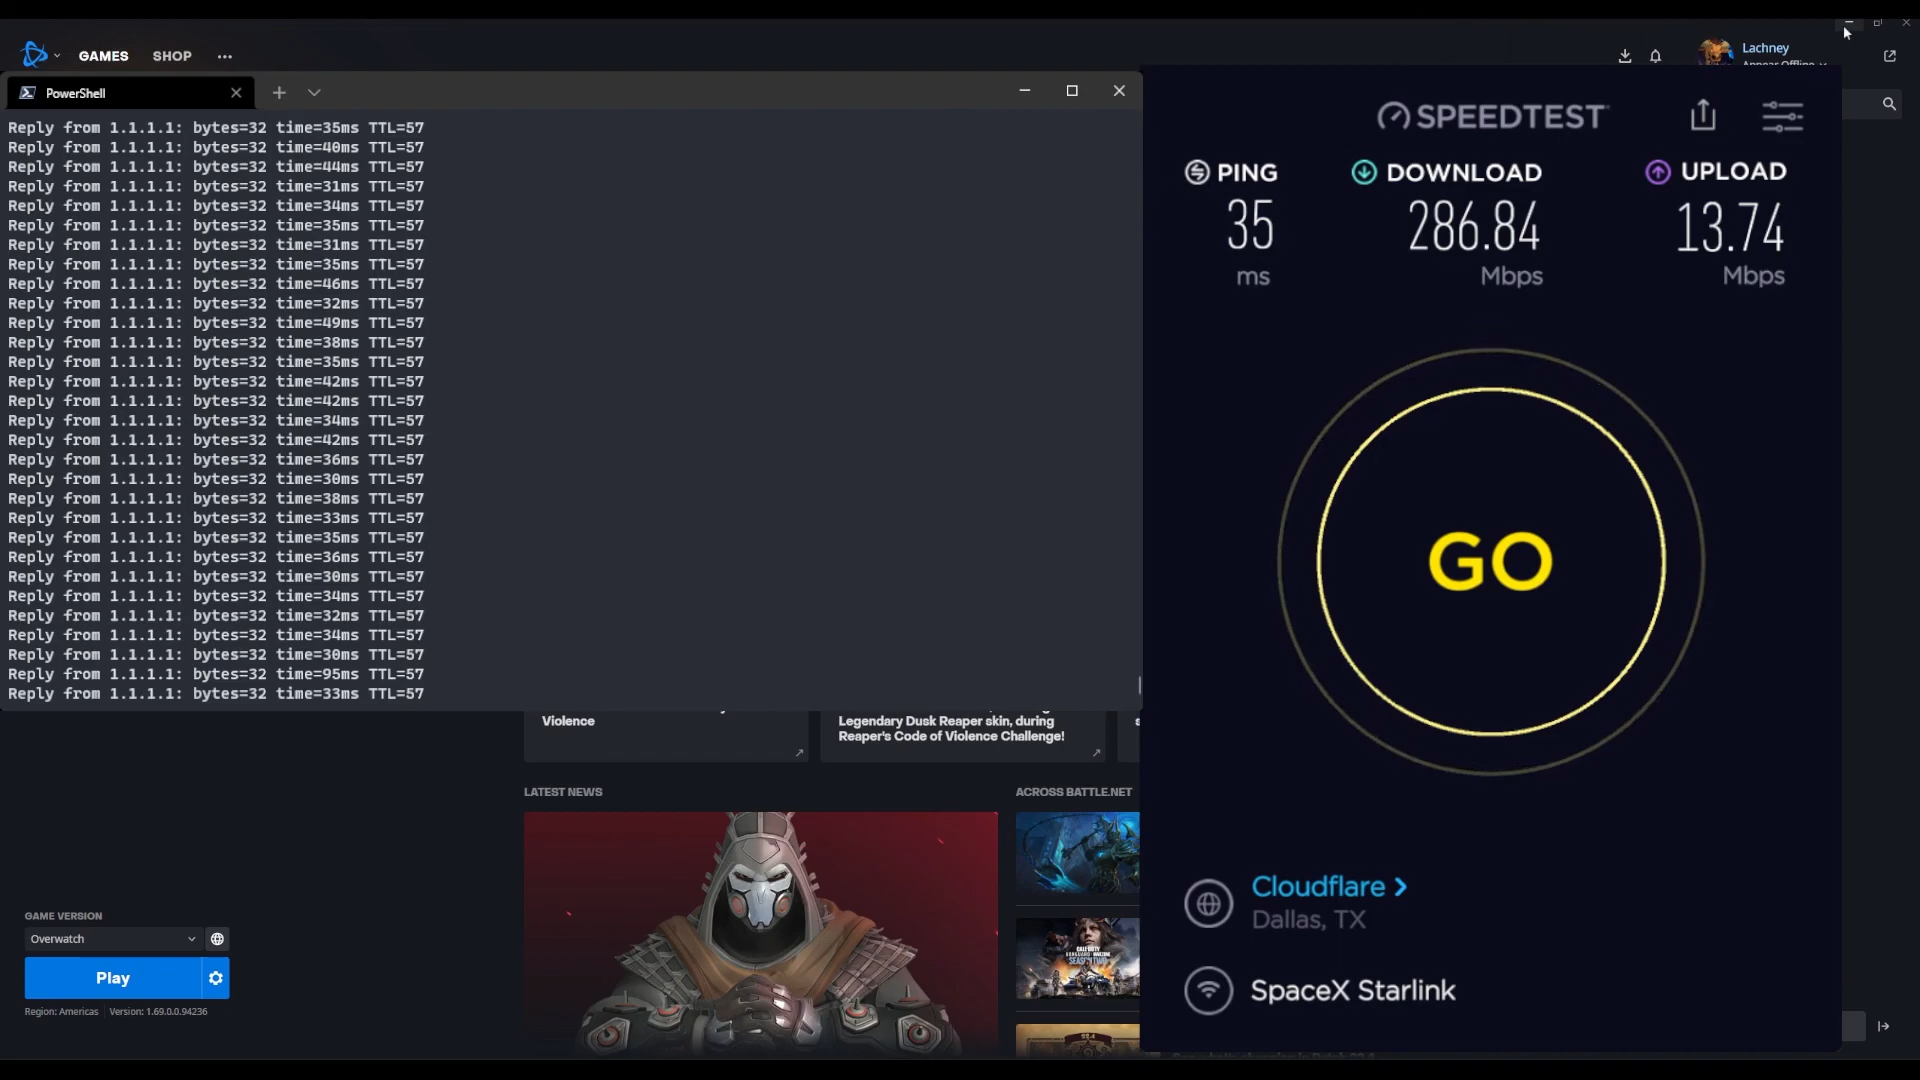 GAMES
SHOP
Lachney
PowerShell
Reply from 1.1.1.1: bytes=32 time=35ms TTL=57
Reply from 1.1.1.1: bytes=32 time=40ms TTL=57
Reply from 1.1.1.1: bytes=32 time=44ms TTL=57
Reply from 1.1.1.1: bytes=32 time=31ms TTL=57
Reply from 1.1.1.1: bytes=32 time=34ms TTL=57
Reply from 1.1.1.1: bytes=32 time=35ms TTL=57
Reply from 1.1.1.1: bytes=32 time=31ms TTL=57
Reply from 1.1.1.1: bytes=32 time=35ms TTL=57
Reply from 1.1.1.1: bytes=32 time=46ms TTL=57
Reply from 1.1.1.1: bytes=32 time=32ms TTL=57
Reply from 1.1.1.1: bytes=32 time=49ms TTL=57
Reply from 1.1.1.1: bytes=32 time=38ms TTL=57
Reply from 1.1.1.1: bytes=32 time=35ms TTL=57
Reply from 1.1.1.1: bytes=32 time=42ms TTL=57
Reply from 1.1.1.1: bytes=32 time=42ms TTL=57
Reply from 1.1.1.1: bytes=32 time=34ms TTL=57
Reply from 1.1.1.1: bytes=32 time=42ms TTL=57
Reply from 1.1.1.1: bytes=32 time=36ms TTL=57
Reply from 1.1.1.1: bytes=32 time=30ms TTL=57
Reply from 1.1.1.1: bytes=32 time=38ms TTL=57
Reply from 1.1.1.1: bytes=32 time=33ms TTL=57
Reply from 1.1.1.1: bytes=32 time=35ms TTL=57
Reply from 1.1.1.1: bytes=32 time=36ms TTL=57
Reply from 1.1.1.1: bytes=32 time=30ms TTL=57
Reply from 1.1.1.1: bytes=32 time=34ms TTL=57
Reply from 1.1.1.1: bytes=32 time=32ms TTL=57
Reply from 1.1.1.1: bytes=32 time=34ms TTL=57
Reply from 1.1.1.1: bytes=32 time=30ms TTL=57
Reply from 1.1.1.1: bytes=32 time=95ms TTL=57
Reply from 1.1.1.1: bytes=32 time=33ms TTL=57
SPEEDTEST
PING
35
ms
DOWNLOAD
286.84
Mbps
UPLOAD
13.74
Mbps
GO
Cloudflare
Dallas, TX
SpaceX Starlink
Violence
Legendary Dusk Reaper skin, during
Reaper's Code of Violence Challenge!
LATEST NEWS
ACROSS BATTLE.NET
CALL OF DUTY
SEASON TWO
GAME VERSION
Overwatch
Play
Region: Americas
Version: 1.69.0.0.94236